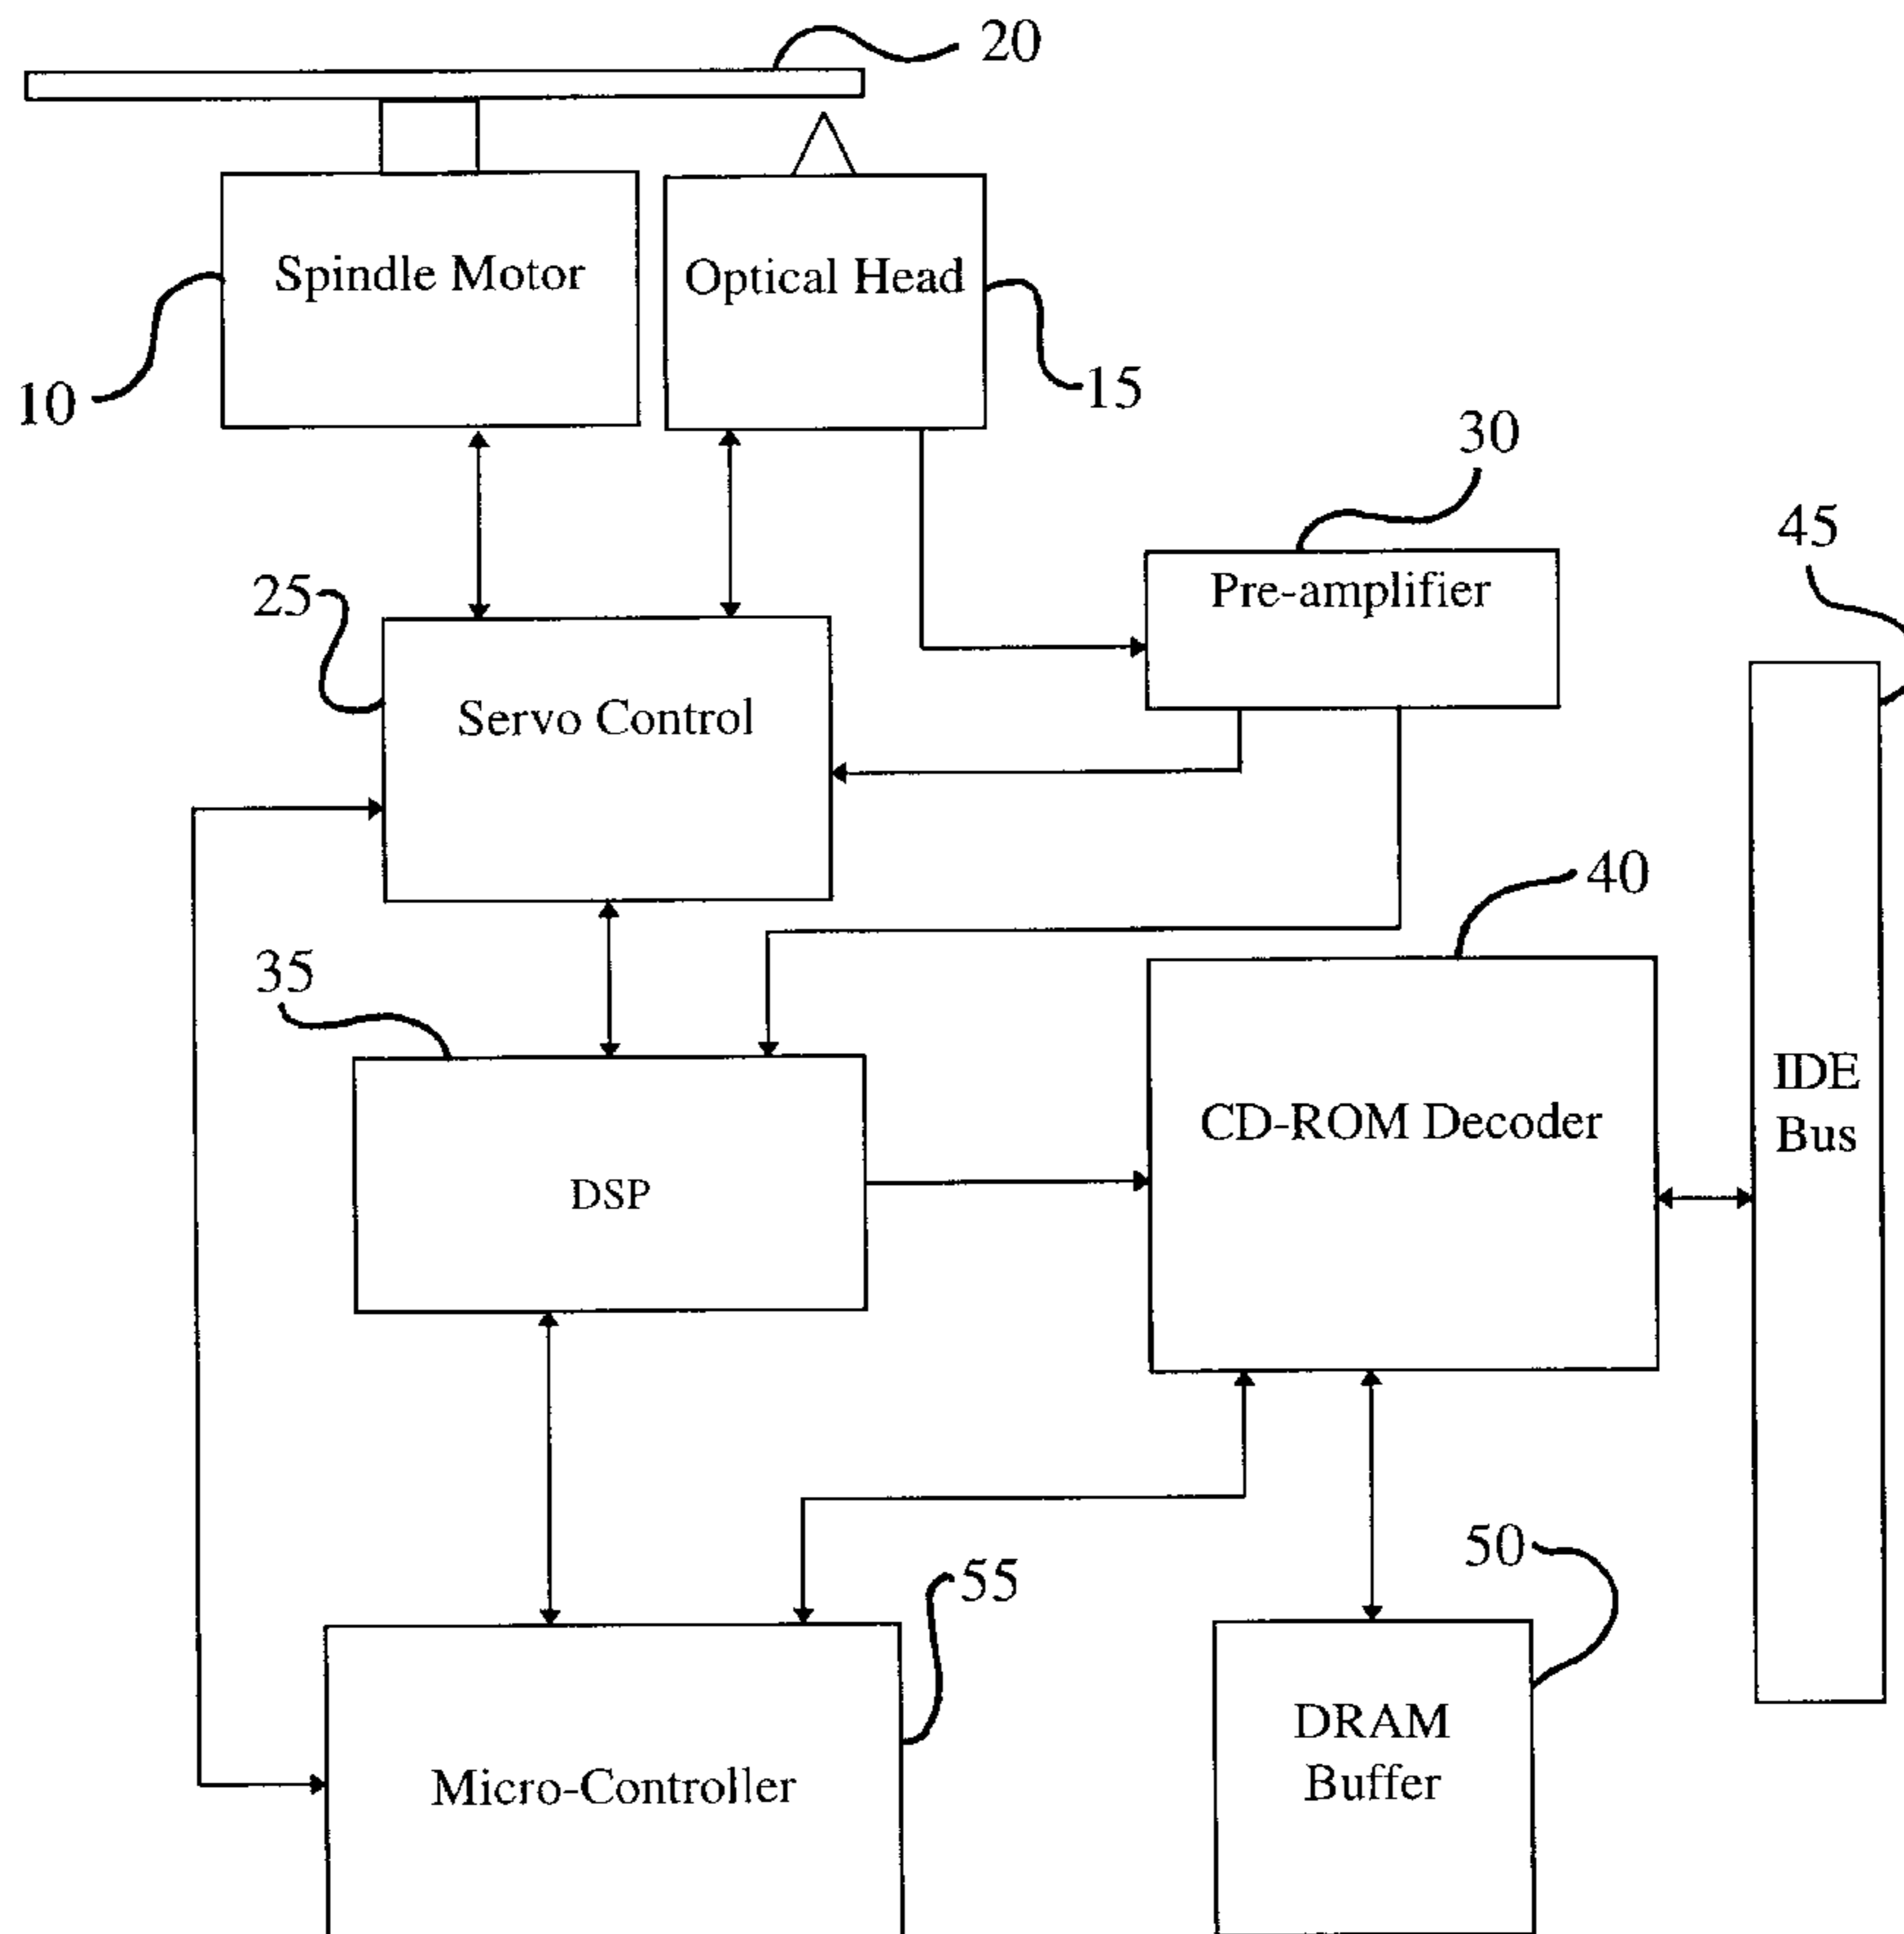 20
Spindle Motor
Optical Head
10
15
30
45
25
Pre-amplifier
Servo Control
40
35
IDE
Bus
CD-ROM Decoder
DSP
50
55
DRAM
Buffer
Micro-Controller